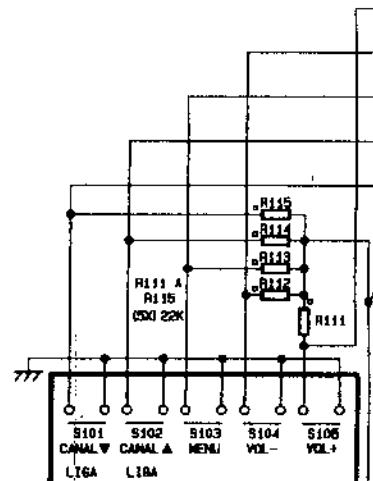 R115
R114
R113
R112
R111 A
R115
(5X) 22K
R111
S101 S102 S103 S104 S105
CANAL▼ CANAL▲ MENU VOL- VOL+
LIGA LIGA